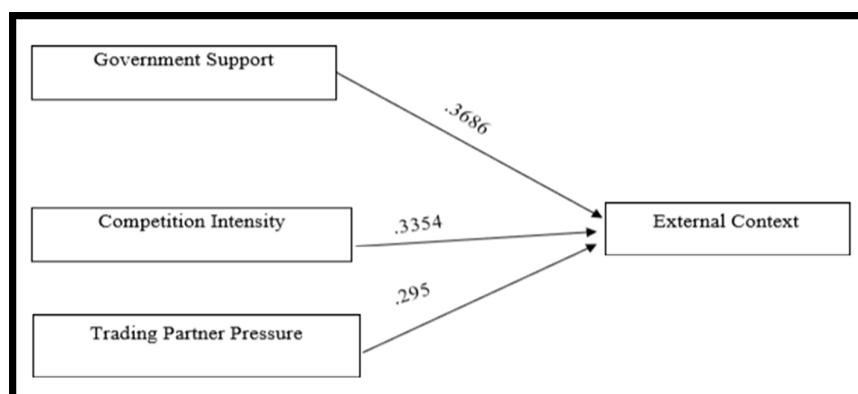 Government Support
.3686
Competition Intensity
.3354
External Context
.295
Trading Partner Pressure